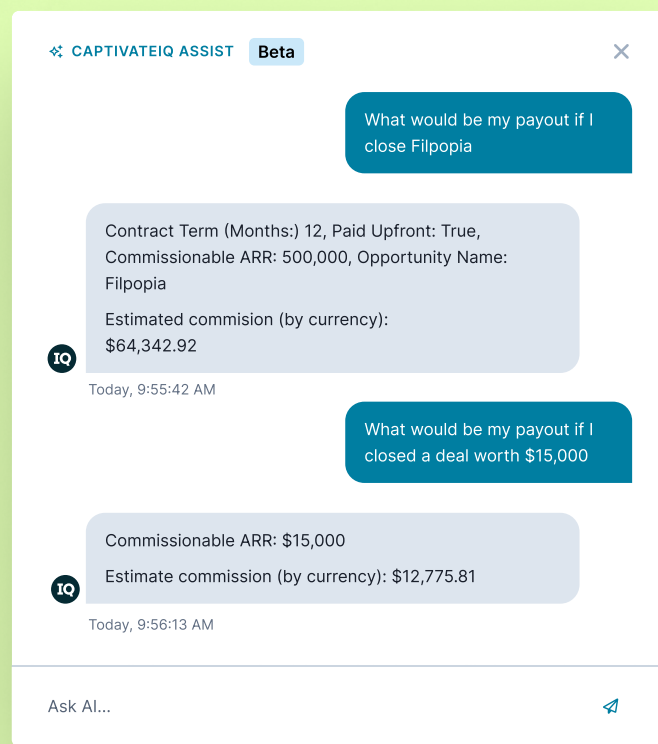 CAPTIVATEIQ ASSIST Beta
What would be my payout if I
close Filpopia
Contract Term (Months:) 12, Paid Upfront: True,
Commissionable ARR: 500,000, Opportunity Name:
Filpopia
Estimated commision (by currency):
$64,342.92
IQ
Today, 9:55:42 AM
What would be my payout if I
closed a deal worth $15,000
Commissionable ARR: $15,000
Estimate commission (by currency): $12,775.81
IQ
Today, 9:56:13 AM
Ask AI...